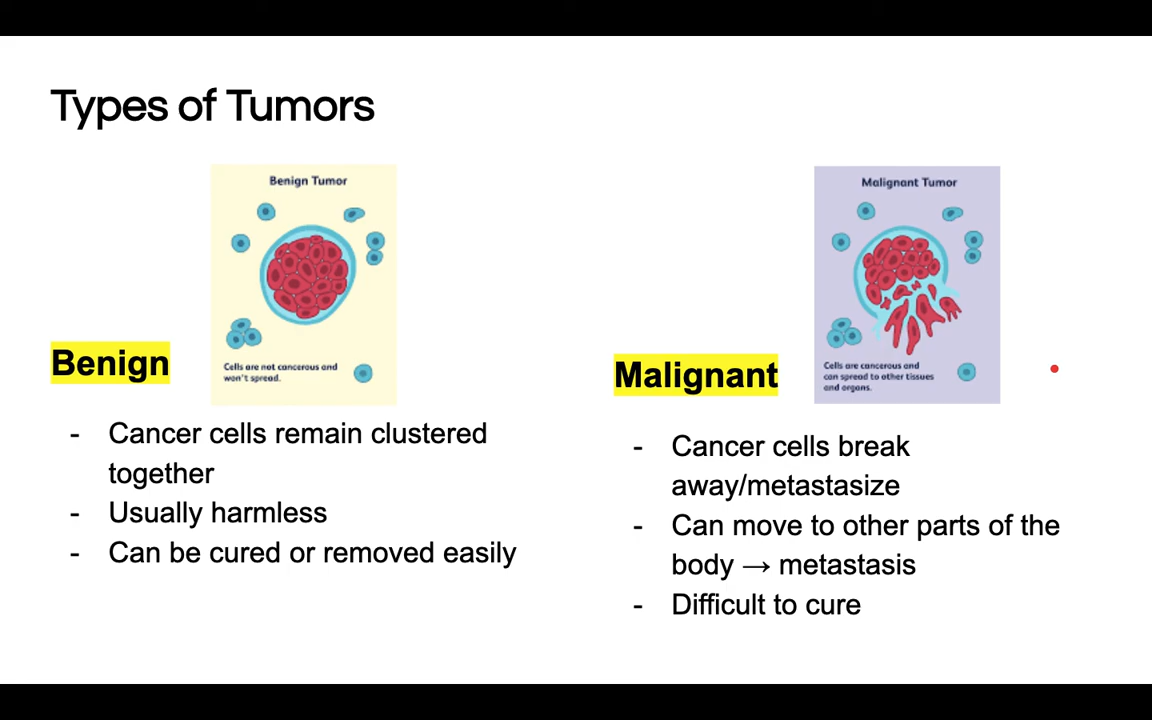 Types of Tumors
Benign Tumor
Cells are not cancerous and
won't spread.
Benign
- Cancer cells remain clustered
together
- Usually harmless
- Can be cured or removed easily
Malignant Tumor
Cells are cancerous and
can spread to other tissues
and organs.
Malignant
- Cancer cells break
away/metastasize
- Can move to other parts of the
body → metastasis
- Difficult to cure